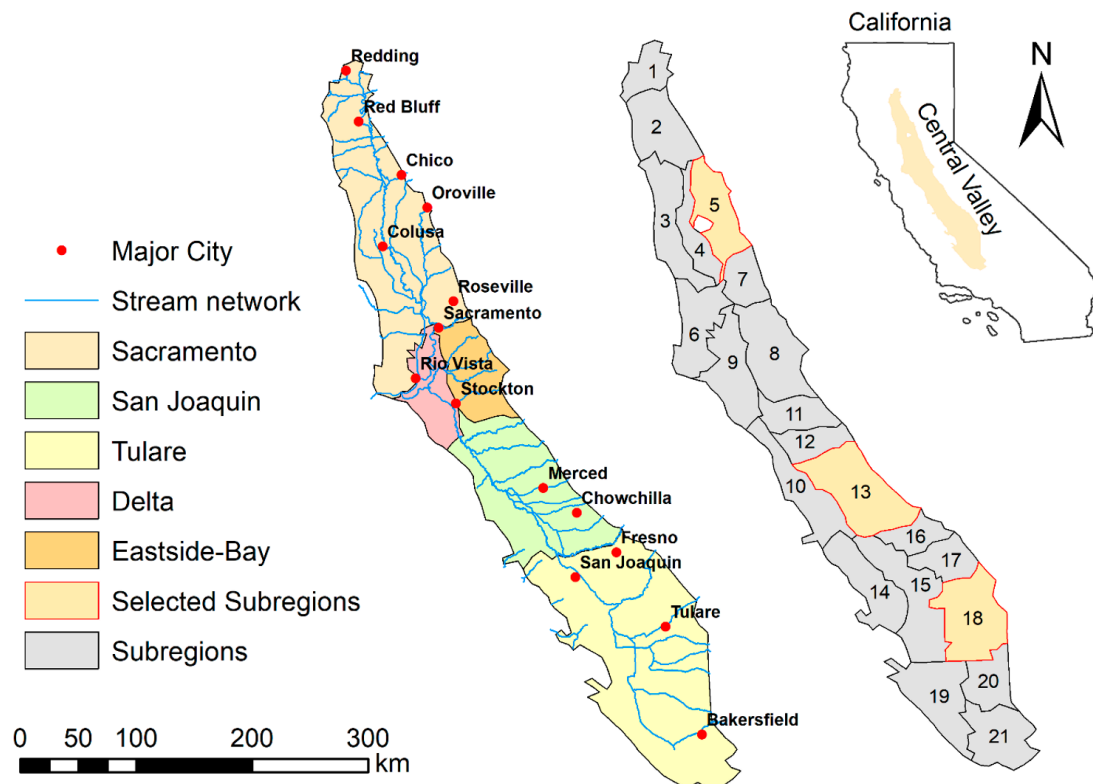 California
N
Central Valley
Redding
Red Bluff
Chico
Oroville
Colusa
Roseville
Sacramento
Rio Vista
Stockton
Merced
Chowchilla
Fresno
San Joaquin
Tulare
Bakersfield
Major City
Stream network
Sacramento
San Joaquin
Tulare
Delta
Eastside-Bay
Selected Subregions
Subregions
0 50 100 200 300
km
1
2
3
5
4
7
6
9
8
11
12
10
13
16
17
14
15
18
19
20
21